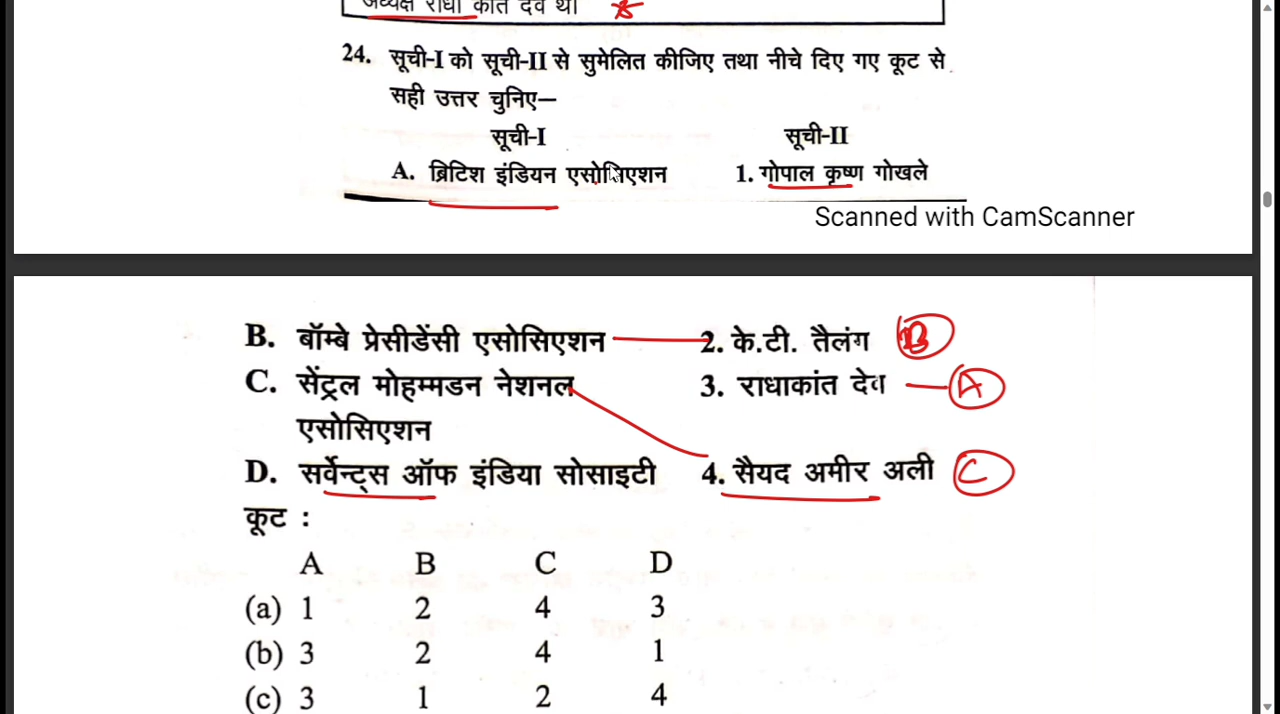 अध्यक्ष राधा कांत देव थे।
24. सूची-I को सूची-II से सुमेलित कीजिए तथा नीचे दिए गए कूट से
सही उत्तर चुनिए–
सूची-I सूची-II
A. ब्रिटिश इंडियन एसोसिएशन 1. गोपाल कृष्ण गोखले
Scanned with CamScanner
B. बॉम्बे प्रेसीडेंसी एसोसिएशन 2. के.टी. तैलंग B
C. सेंट्रल मोहम्मडन नेशनल 3. राधाकांत देव A
एसोसिएशन
D. सर्वेन्ट्स ऑफ इंडिया सोसाइटी 4. सैयद अमीर अली C
कूट :
A B C D
(a) 1 2 4 3
(b) 3 2 4 1
(c) 3 1 2 4